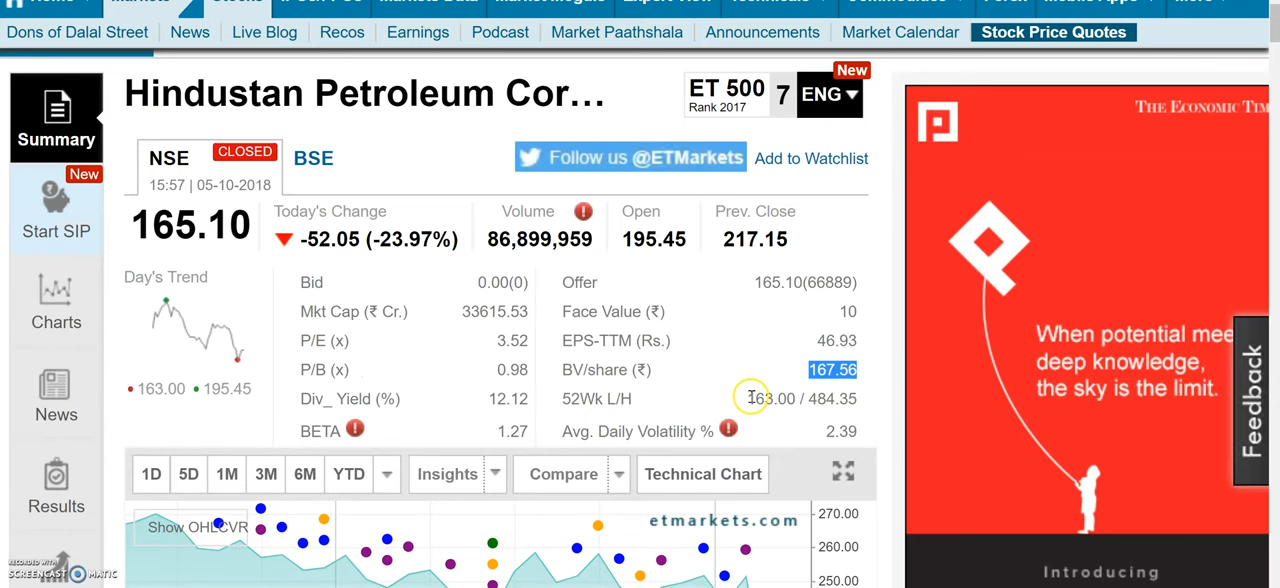 Dons of Dalal Street News Live Blog Recos Earnings Podcast Market Paathshala Announcements Market Calendar Stock Price Quotes
Hindustan Petroleum Cor...
ET 500
Rank 2017
7
ENG
New
Summary
New
Start SIP
Charts
News
Results
NSE CLOSED
15:57 | 05-10-2018
BSE
Follow us @ETMarkets
Add to Watchlist
165.10
Today's Change
-52.05 (-23.97%)
Volume
86,899,959
Open
195.45
Prev. Close
217.15
Day's Trend
163.00 195.45
Bid 0.00(0)
Offer 165.10(66889)
Mkt Cap (₹ Cr.) 33615.53
Face Value (₹) 10
P/E (x) 3.52
EPS-TTM (Rs.) 46.93
P/B (x) 0.98
BV/share (₹) 167.56
Div_ Yield (%) 12.12
52Wk L/H 163.00 / 484.35
BETA 1.27
Avg. Daily Volatility % 2.39
1D 5D 1M 3M 6M YTD Insights Compare Technical Chart
Show OHLCVR
etmarkets.com
270.00
260.00
250.00
THE ECONOMIC TIM
When potential mee
deep knowledge,
the sky is the limit.
Introducing
Feedback
RECORDED WITH
SCREENCAST MATIC